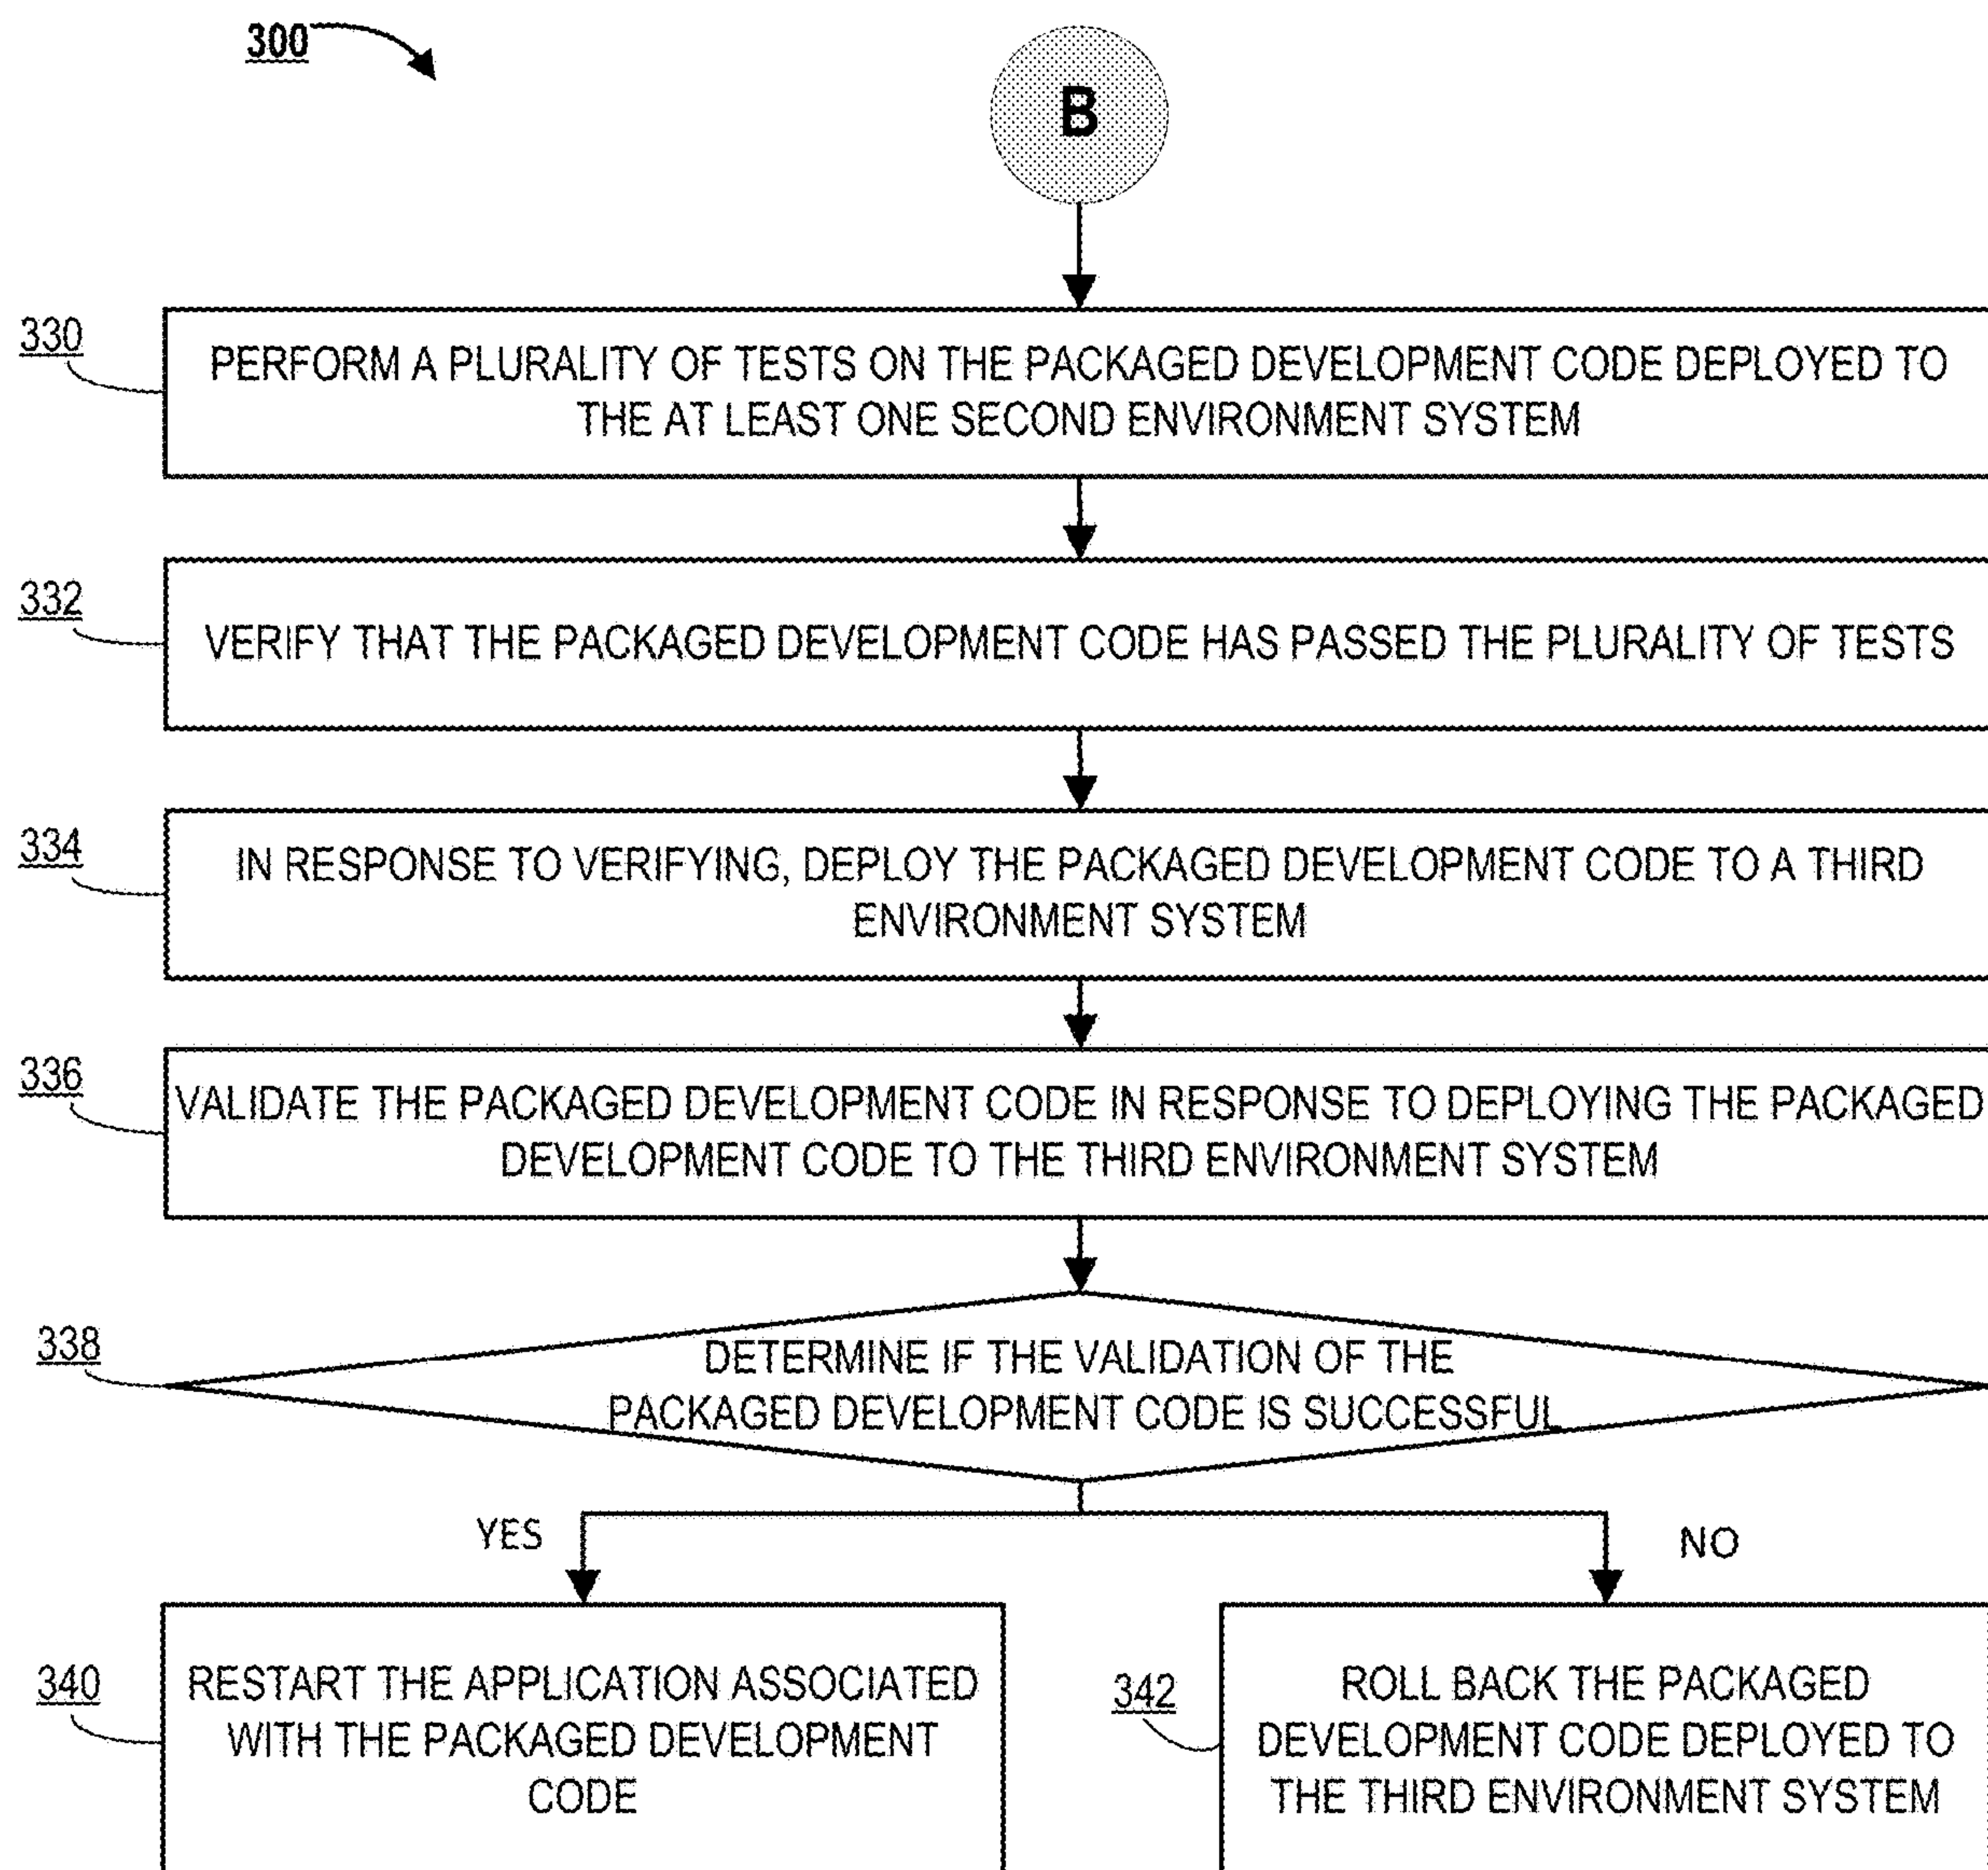 300
B
330
PERFORM A PLURALITY OF TESTS ON THE PACKAGED DEVELOPMENT CODE DEPLOYED TO
THE AT LEAST ONE SECOND ENVIRONMENT SYSTEM
332
VERIFY THAT THE PACKAGED DEVELOPMENT CODE HAS PASSED THE PLURALITY OF TESTS
334
IN RESPONSE TO VERIFYING, DEPLOY THE PACKAGED DEVELOPMENT CODE TO A THIRD
ENVIRONMENT SYSTEM
336
VALIDATE THE PACKAGED DEVELOPMENT CODE IN RESPONSE TO DEPLOYING THE PACKAGED
DEVELOPMENT CODE TO THE THIRD ENVIRONMENT SYSTEM
338
DETERMINE IF THE VALIDATION OF THE
PACKAGED DEVELOPMENT CODE IS SUCCESSFUL
YES
NO
340
RESTART THE APPLICATION ASSOCIATED
WITH THE PACKAGED DEVELOPMENT
CODE
342
ROLL BACK THE PACKAGED
DEVELOPMENT CODE DEPLOYED TO
THE THIRD ENVIRONMENT SYSTEM